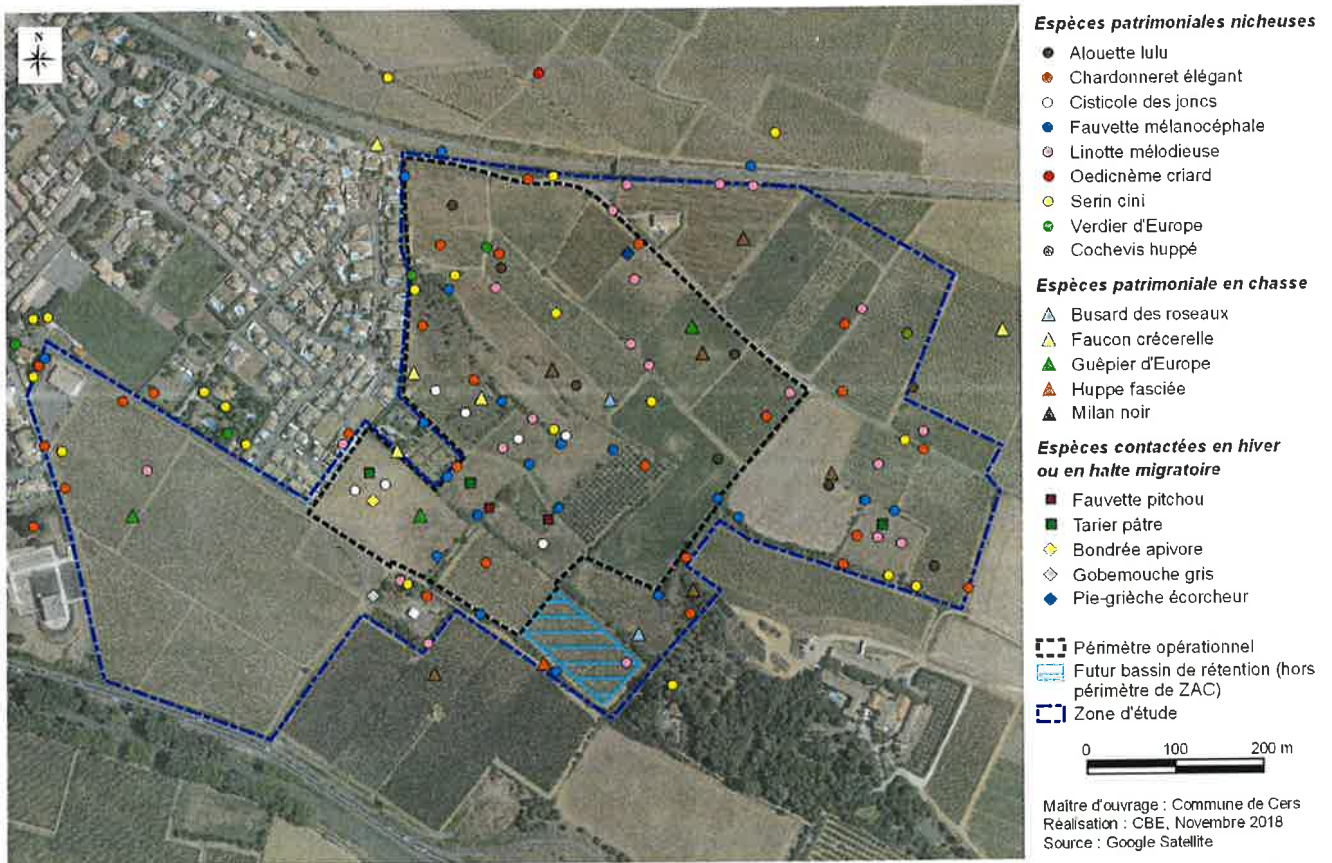 N
Espèces patrimoniales nicheuses
Alouette lulu
Chardonneret élégant
Cisticole des joncs
Fauvette mélanocéphale
Linotte mélodieuse
Oedicnème criard
Serin cini
Verdier d'Europe
Cochevis huppé
Espèces patrimoniale en chasse
Busard des roseaux
Faucon crécerelle
Guêpier d'Europe
Huppe fasciée
Milan noir
Espèces contactées en hiver
ou en halte migratoire
Fauvette pitchou
Tarier pâtre
Bondrée apivore
Gobemouche gris
Pie-grièche écorcheur
Périmètre opérationnel
Futur bassin de rétention (hors
périmètre de ZAC)
Zone d'étude
0 100 200 m
Maître d'ouvrage : Commune de Cers
Réalisation : CBE, Novembre 2018
Source : Google Satellite